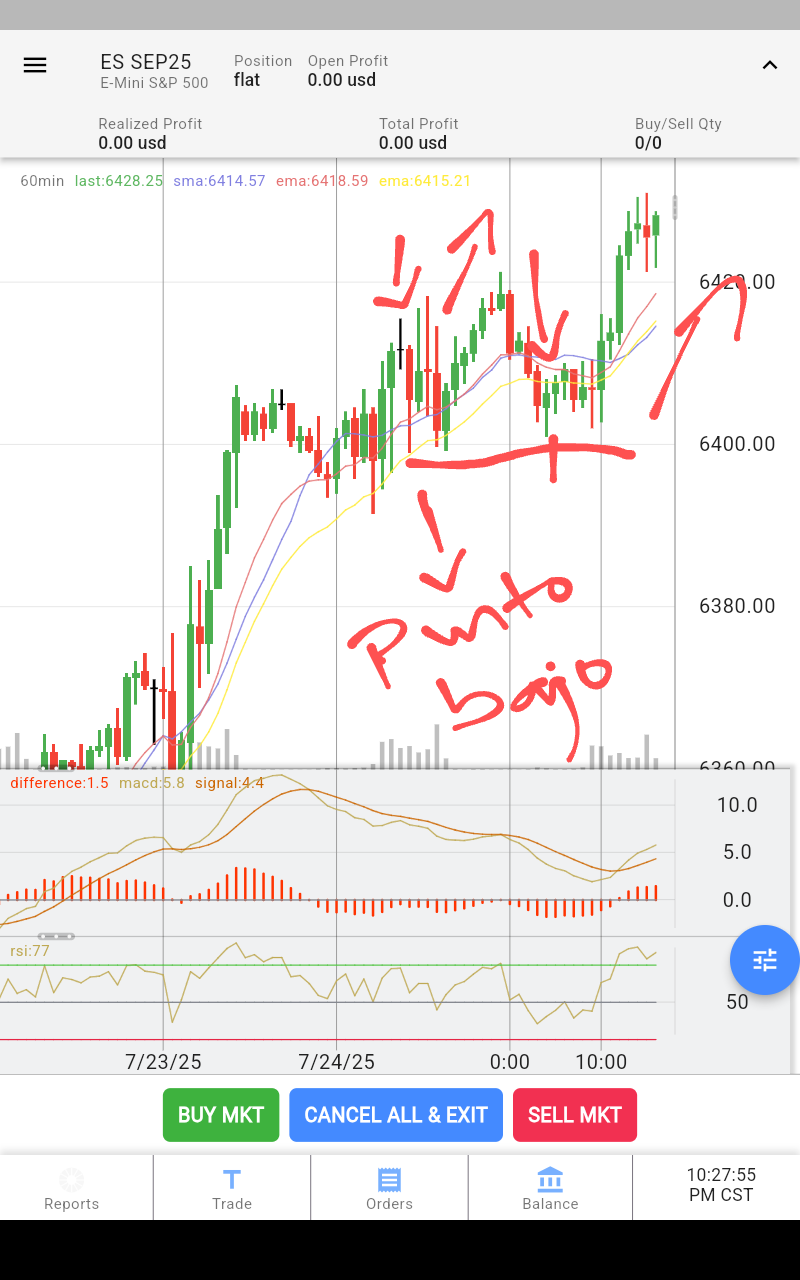 ES SEP25
E-Mini S&P 500
Position
flat
Open Profit
0.00 usd
Realized Profit
0.00 usd
Total Profit
0.00 usd
Buy/Sell Qty
0/0
60min last:6428.25 sma:6414.57 ema:6418.59 ema:6415.21
6420.00
6400.00
6380.00
6360.00
Punto
bajo
difference:1.5 macd:5.8 signal:4.4
10.0
5.0
0.0
rsi:77
50
7/23/25 7/24/25 0:00 10:00
BUY MKT CANCEL ALL & EXIT SELL MKT
Reports Trade Orders Balance
10:27:55
PM CST